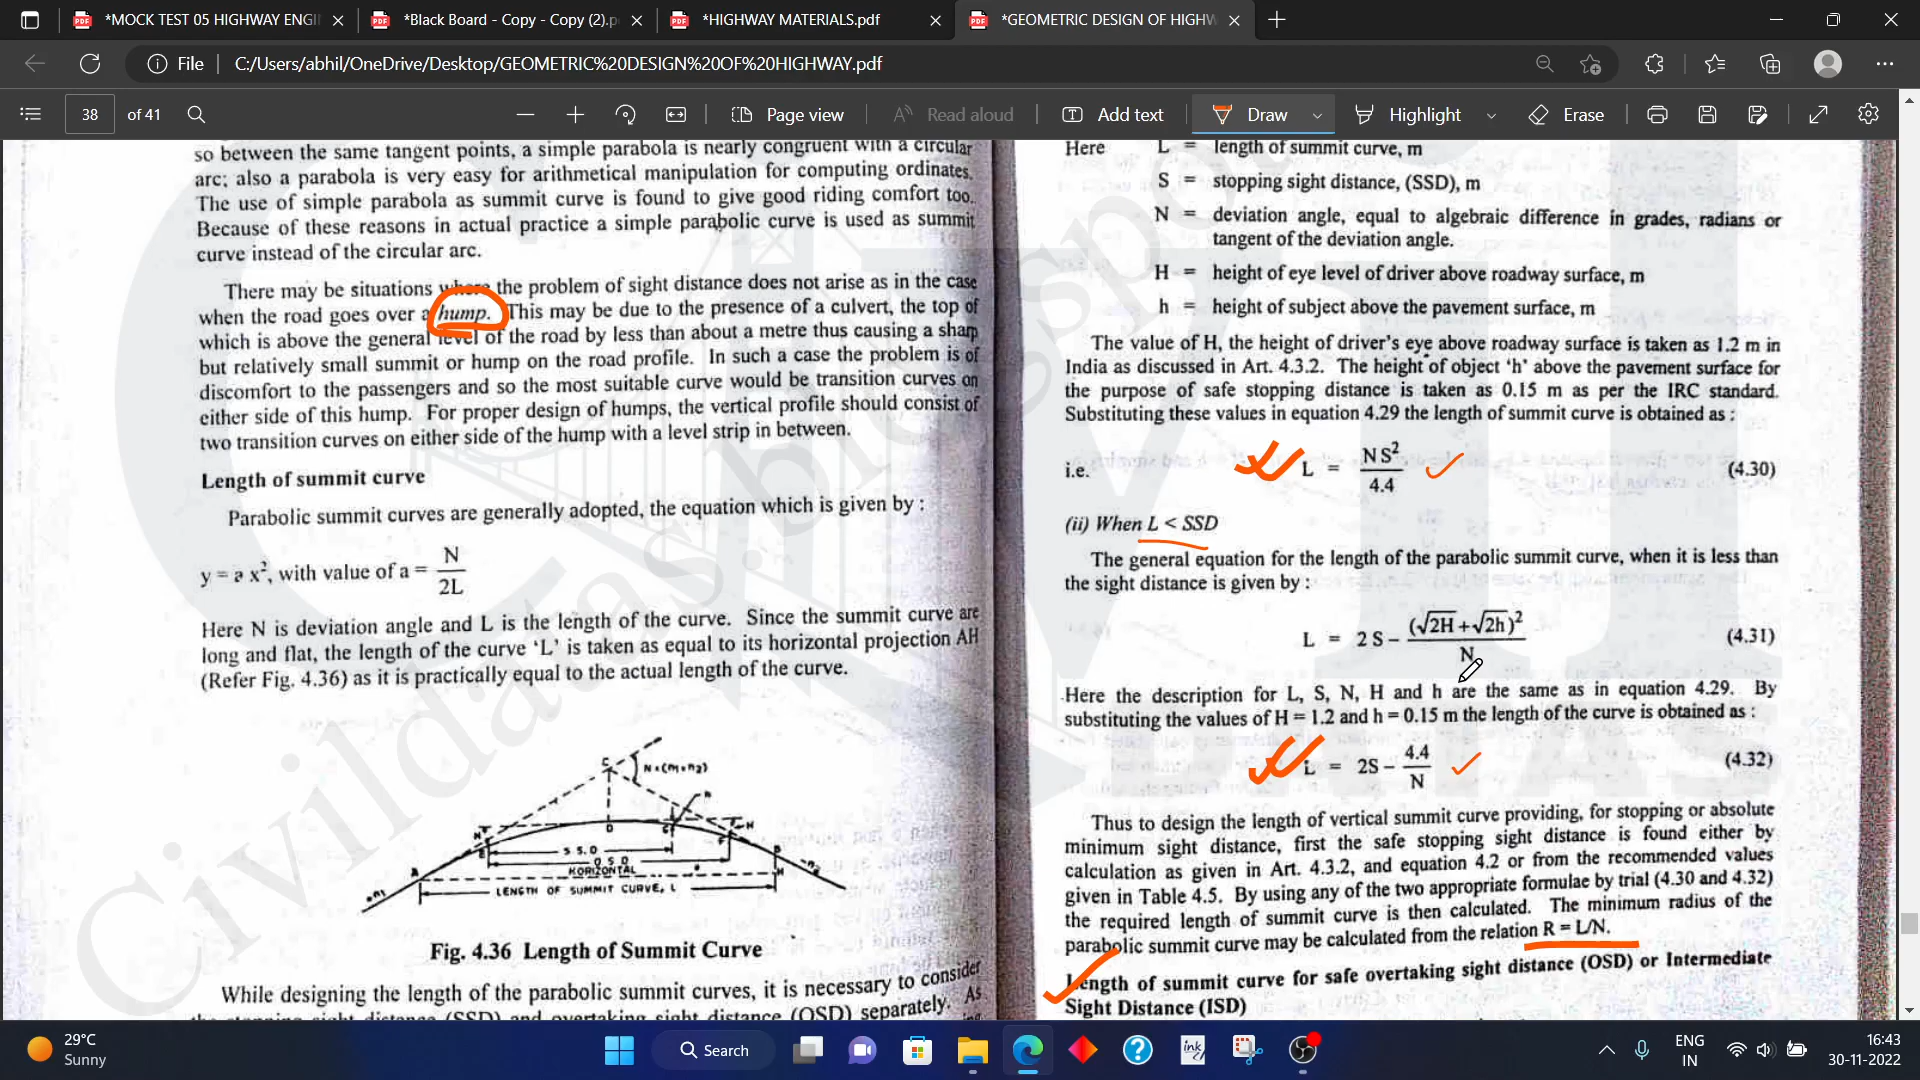 *MOCK TEST 05 HIGHWAY ENGI
*Black Board - Copy - Copy (2).p
*HIGHWAY MATERIALS.pdf
*GEOMETRIC DESIGN OF HIGHW
File
C:/Users/abhil/OneDrive/Desktop/GEOMETRIC%20DESIGN%20OF%20HIGHWAY.pdf
38 of 41
Page view
Read aloud
Add text
Draw
Highlight
Erase
so between the same tangent points, a simple parabola is nearly congruent with a circular
arc; also a parabola is very easy for arithmetical manipulation for computing ordinates.
The use of simple parabola as summit curve is found to give good riding comfort too.
Because of these reasons in actual practice a simple parabolic curve is used as summit
curve instead of the circular arc.
There may be situations where the problem of sight distance does not arise as in the case
when the road goes over a hump. This may be due to the presence of a culvert, the top of
which is above the general level of the road by less than about a metre thus causing a sharp
but relatively small summit or hump on the road profile. In such a case the problem is of
discomfort to the passengers and so the most suitable curve would be transition curves on
either side of this hump. For proper design of humps, the vertical profile should consist of
two transition curves on either side of the hump with a level strip in between.
Length of summit curve
Parabolic summit curves are generally adopted, the equation which is given by :
y = a x², with value of a = N / 2L
Here N is deviation angle and L is the length of the curve. Since the summit curve are
long and flat, the length of the curve ‘L’ is taken as equal to its horizontal projection AH
(Refer Fig. 4.36) as it is practically equal to the actual length of the curve.
C
D
A
B
H
S S.D
O.S.D.
HORIZONTAL
LENGTH OF SUMMIT CURVE, L
Fig. 4.36 Length of Summit Curve
While designing the length of the parabolic summit curves, it is necessary to consider
the stopping sight distance (SSD) and overtaking sight distance (OSD) separately. As
Here L = length of summit curve, m
S = stopping sight distance, (SSD), m
N = deviation angle, equal to algebraic difference in grades, radians or
tangent of the deviation angle.
H = height of eye level of driver above roadway surface, m
h = height of subject above the pavement surface, m
The value of H, the height of driver's eye above roadway surface is taken as 1.2 m in
India as discussed in Art. 4.3.2. The height of object ‘h’ above the pavement surface for
the purpose of safe stopping distance is taken as 0.15 m as per the IRC standard.
Substituting these values in equation 4.29 the length of summit curve is obtained as :
i.e. L = N S² / 4.4 (4.30)
(ii) When L < SSD
The general equation for the length of the parabolic summit curve, when it is less than
the sight distance is given by :
L = 2 S – (√2H + √2h)² / N (4.31)
Here the description for L, S, N, H and h are the same as in equation 4.29. By
substituting the values of H = 1.2 and h = 0.15 m the length of the curve is obtained as :
L = 2S – 4.4 / N (4.32)
Thus to design the length of vertical summit curve providing, for stopping or absolute
minimum sight distance, first the safe stopping sight distance is found either by
calculation as given in Art. 4.3.2, and equation 4.2 or from the recommended values
given in Table 4.5. By using any of the two appropriate formulae by trial (4.30 and 4.32)
the required length of summit curve is then calculated. The minimum radius of the
parabolic summit curve may be calculated from the relation R = L/N.
Length of summit curve for safe overtaking sight distance (OSD) or Intermediate
Sight Distance (ISD)
29°C
Sunny
Search
ink
ENG
IN
16:43
30-11-2022